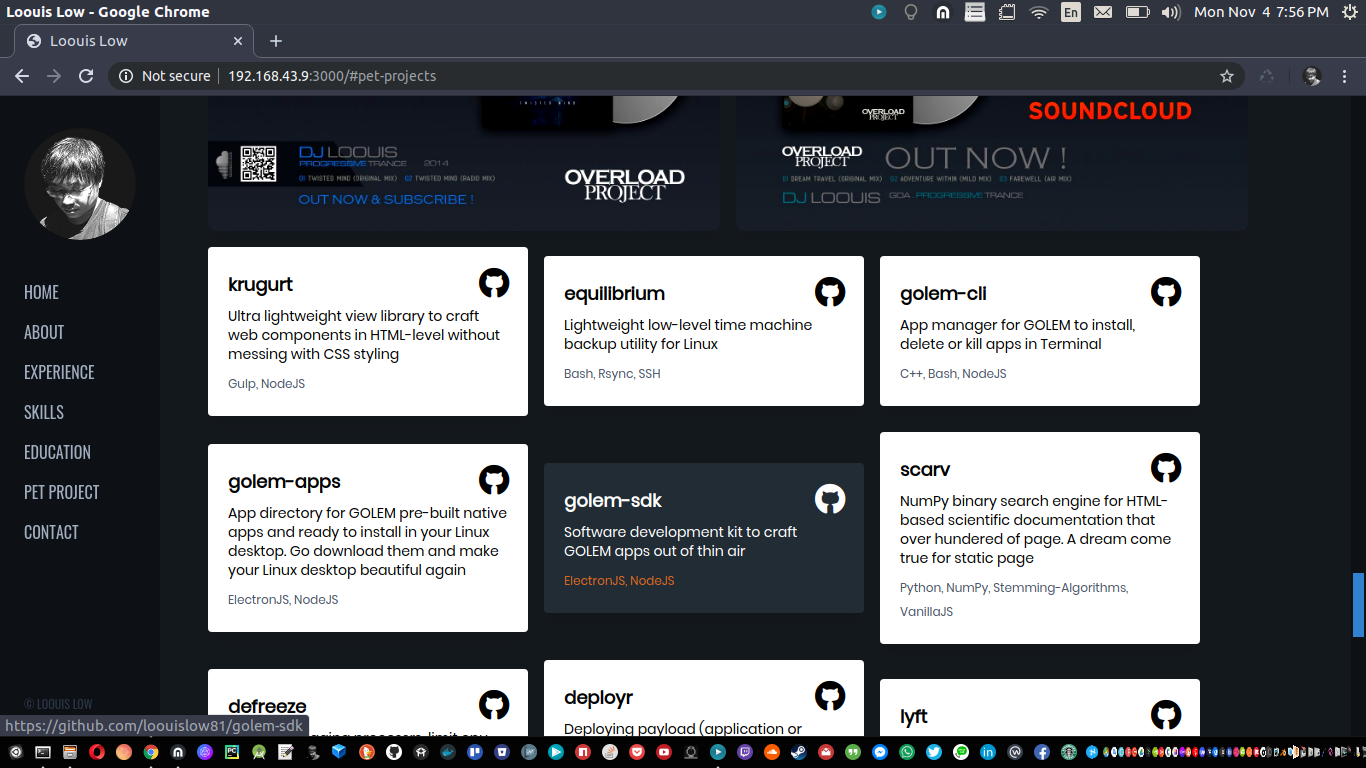 Loouis Low - Google Chrome
En
Mon Nov 4 7:56 PM
Loouis Low
Not secure
192.168.43.9:3000/#pet-projects
HOME
ABOUT
EXPERIENCE
SKILLS
EDUCATION
PET PROJECT
CONTACT
© LOOUIS LOW
TWISTED MIND
DJ LOOUIS
PROGRESSIVE TRANCE 2014
01 TWISTED MIND (ORIGINAL MIX) 02 TWISTED MIND (RADIO MIX)
OUT NOW & SUBSCRIBE !
OVERLOAD
PROJECT
OVERLOAD
PROJECT
SOUNDCLOUD
OVERLOAD
PROJECT
OUT NOW !
01 DREAM TRAVEL (ORIGINAL MIX) 02 ADVENTURE WITHIN (MILD MIX) 03 FAREWELL (AIR MIX)
DJ LOOUIS GOA . PROGRESSIVE TRANCE
krugurt
Ultra lightweight view library to craft
web components in HTML-level without
messing with CSS styling
Gulp, NodeJS
equilibrium
Lightweight low-level time machine
backup utility for Linux
Bash, Rsync, SSH
golem-cli
App manager for GOLEM to install,
delete or kill apps in Terminal
C++, Bash, NodeJS
golem-apps
App directory for GOLEM pre-built native
apps and ready to install in your Linux
desktop. Go download them and make
your Linux desktop beautiful again
ElectronJS, NodeJS
golem-sdk
Software development kit to craft
GOLEM apps out of thin air
ElectronJS, NodeJS
scarv
NumPy binary search engine for HTML-
based scientific documentation that
over hundered of page. A dream come
true for static page
Python, NumPy, Stemming-Algorithms,
VanillaJS
defreeze
deployr
Deploying payload (application or
lyft
https://github.com/loouislow81/golem-sdk